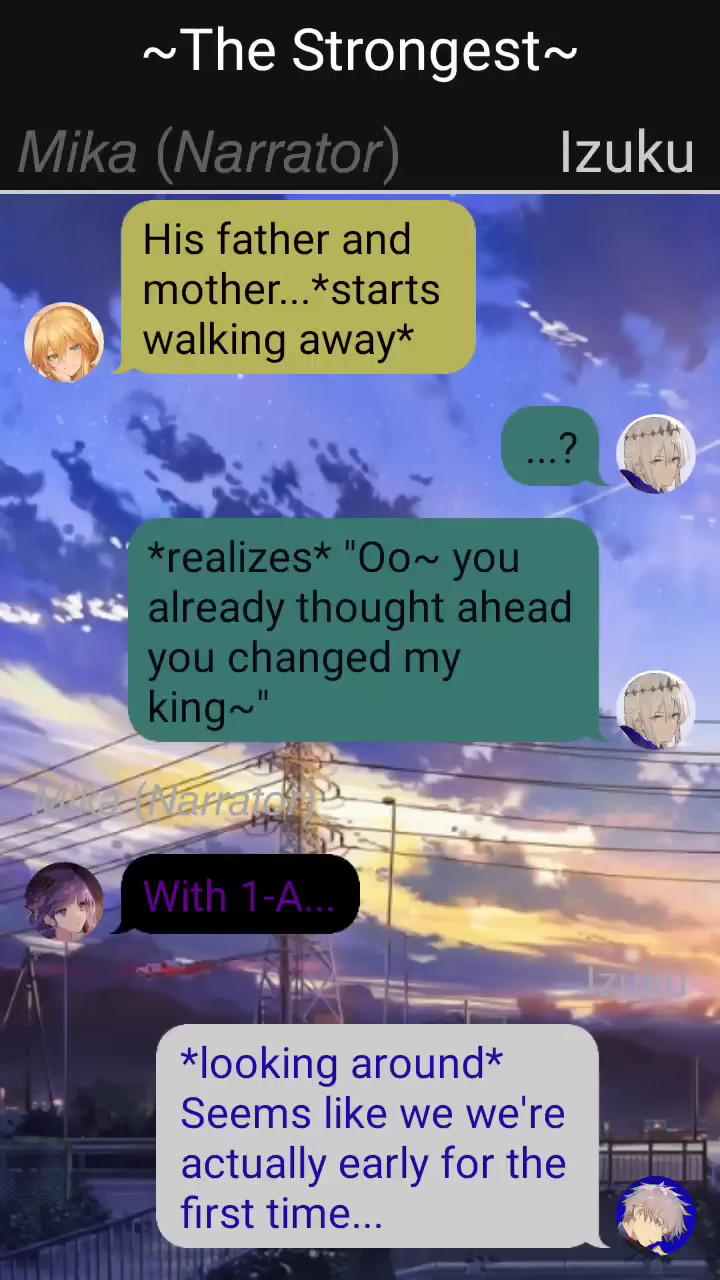 ~The Strongest~
Mika (Narrator) Izuku
His father and
mother...*starts
walking away*
...?
*realizes* "Oo~ you
already thought ahead
you changed my
king~"
Mika (Narrator)
With 1-A...
Izuku
*looking around*
Seems like we we're
actually early for the
first time...